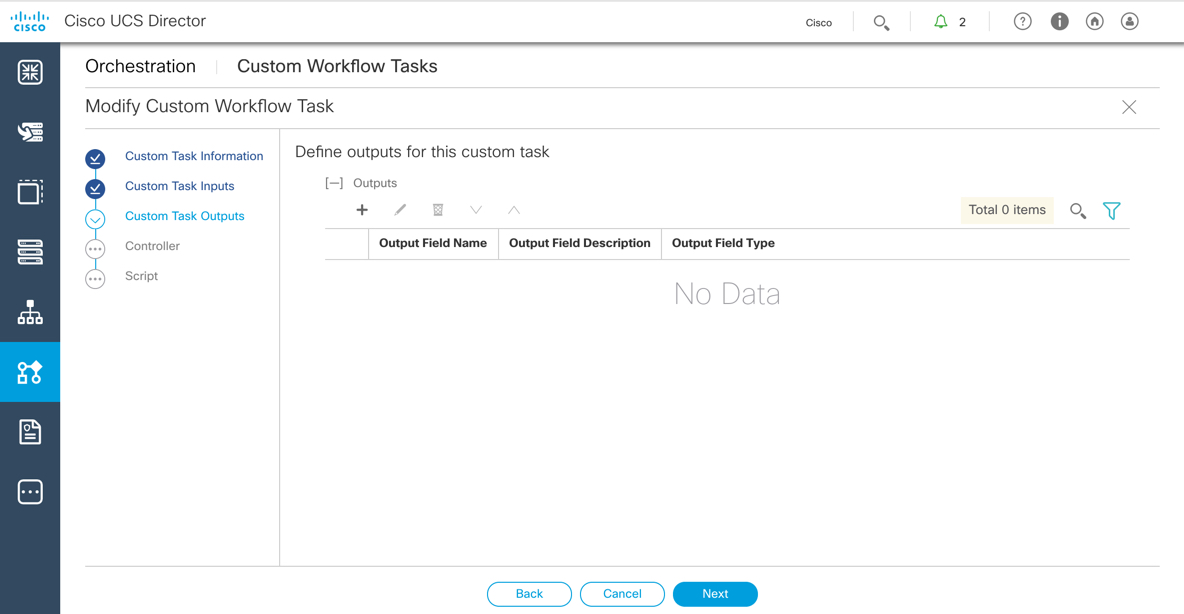 cisco
Cisco UCS Director
Cisco
2
Orchestration
Custom Workflow Tasks
Modify Custom Workflow Task
Custom Task Information
Custom Task Inputs
Custom Task Outputs
Controller
Script
Define outputs for this custom task
[—] Outputs
Total 0 items
Output Field Name Output Field Description Output Field Type
No Data
Back Cancel Next